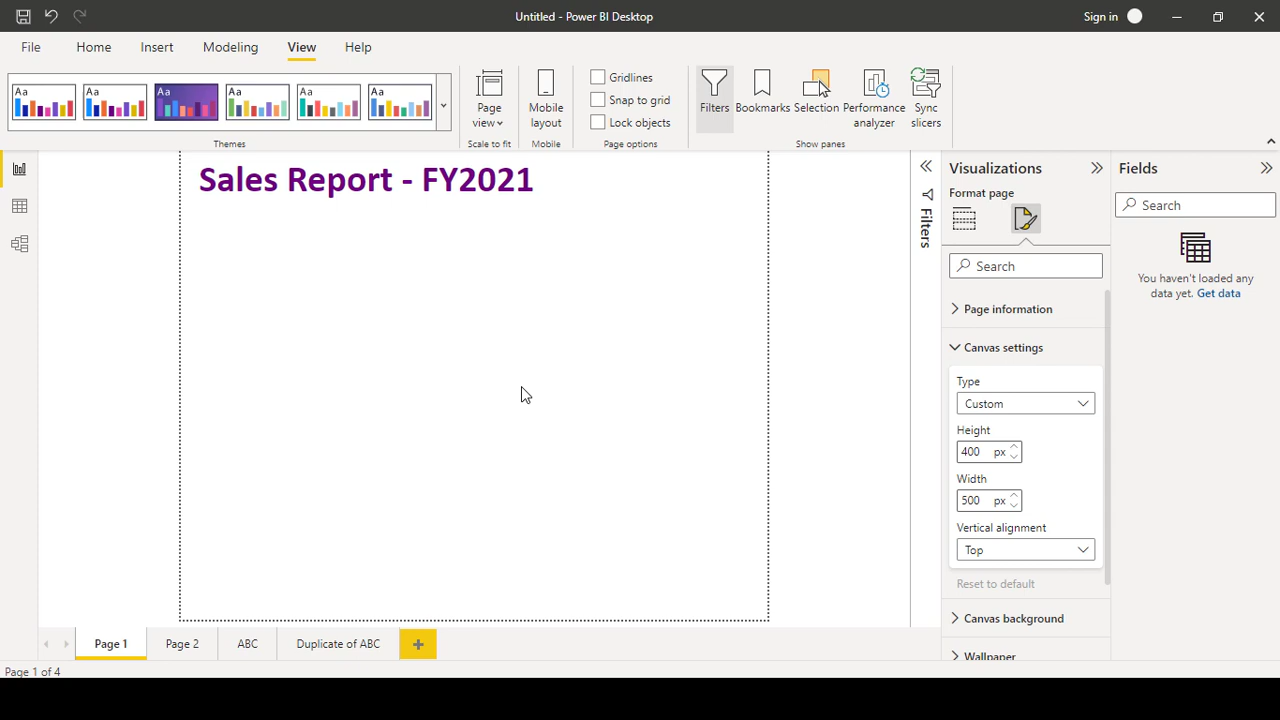 Untitled - Power BI Desktop
Sign in
File Home Insert Modeling View Help
Aa Aa Aa Aa Aa Aa
Themes
Page view
Scale to fit
Mobile layout
Mobile
Gridlines
Snap to grid
Lock objects
Page options
Filters
Bookmarks
Selection
Performance analyzer
Sync slicers
Show panes
Sales Report - FY2021
Filters
Visualizations
Format page
Search
Page information
Canvas settings
Type
Custom
Height
400 px
Width
500 px
Vertical alignment
Top
Reset to default
Canvas background
Wallpaper
Fields
Search
You haven't loaded any
data yet. Get data
Page 1 Page 2 ABC Duplicate of ABC +
Page 1 of 4